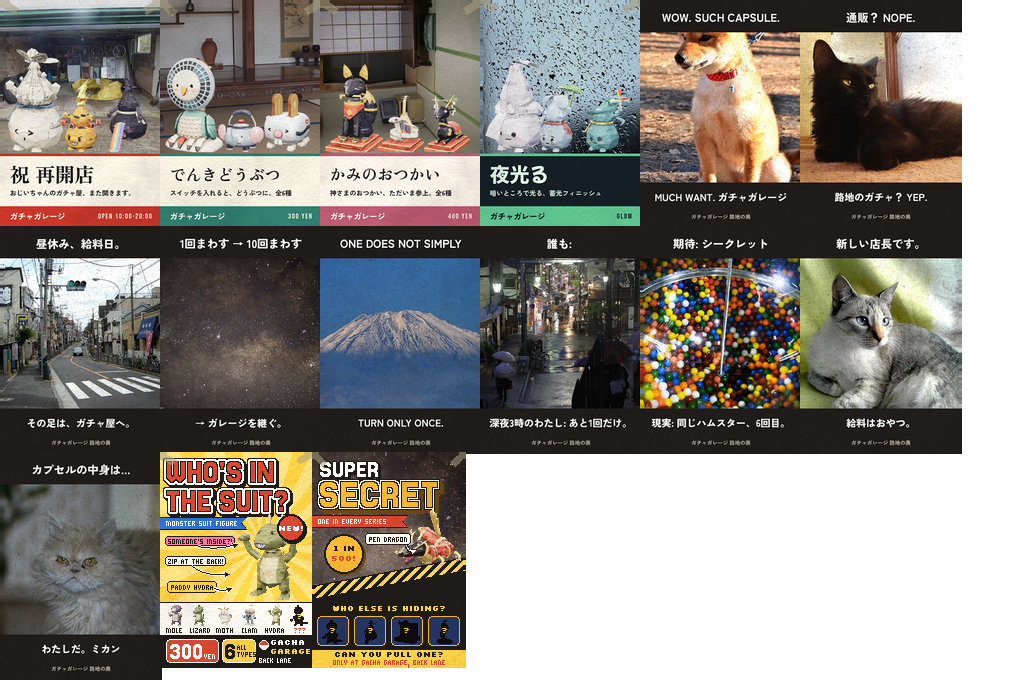 祝 再開店
おじいちゃんのガチャ屋、また開きます。
ガチャガレージ
OPEN 10:00-20:00
でんきどうぶつ
スイッチを入れると、どうぶつに。全6種
ガチャガレージ
300 YEN
かみのおつかい
神さまのおつかい、ただいま参上。全6種
ガチャガレージ
400 YEN
夜光る
暗いところで光る、蓄光フィニッシュ
ガチャガレージ
GLOW
WOW. SUCH CAPSULE.
MUCH WANT. ガチャガレージ
ガチャガレージ 路地の奥
通販? NOPE.
路地のガチャ? YEP.
ガチャガレージ 路地の奥
昼休み、給料日。
その足は、ガチャ屋へ。
ガチャガレージ 路地の奥
1回まわす → 10回まわす
→ ガレージを継ぐ。
ガチャガレージ 路地の奥
ONE DOES NOT SIMPLY
TURN ONLY ONCE.
ガチャガレージ 路地の奥
誰も:
深夜3時のわたし: あと1回だけ。
ガチャガレージ 路地の奥
期待: シークレット
現実: 同じハムスター、6回目。
ガチャガレージ 路地の奥
新しい店長です。
給料はおやつ。
ガチャガレージ 路地の奥
カプセルの中身は…
わたしだ。ミカン
ガチャガレージ 路地の奥
WHO'S IN
THE SUIT?
MONSTER SUIT FIGURE
NEW!
SOMEONE'S INSIDE?!
ZIP AT THE BACK!
PADDY HYDRA
MOLE LIZARD MOTH CLAM HYDRA ???
300 YEN
6 ALL TYPES
GACHA
GARAGE
BACK LANE
SUPER
SECRET
ONE IN EVERY SERIES
1 IN
500!
PEN DRAGON
WHO ELSE IS HIDING?
CAN YOU PULL ONE?
ONLY AT GACHA GARAGE, BACK LANE